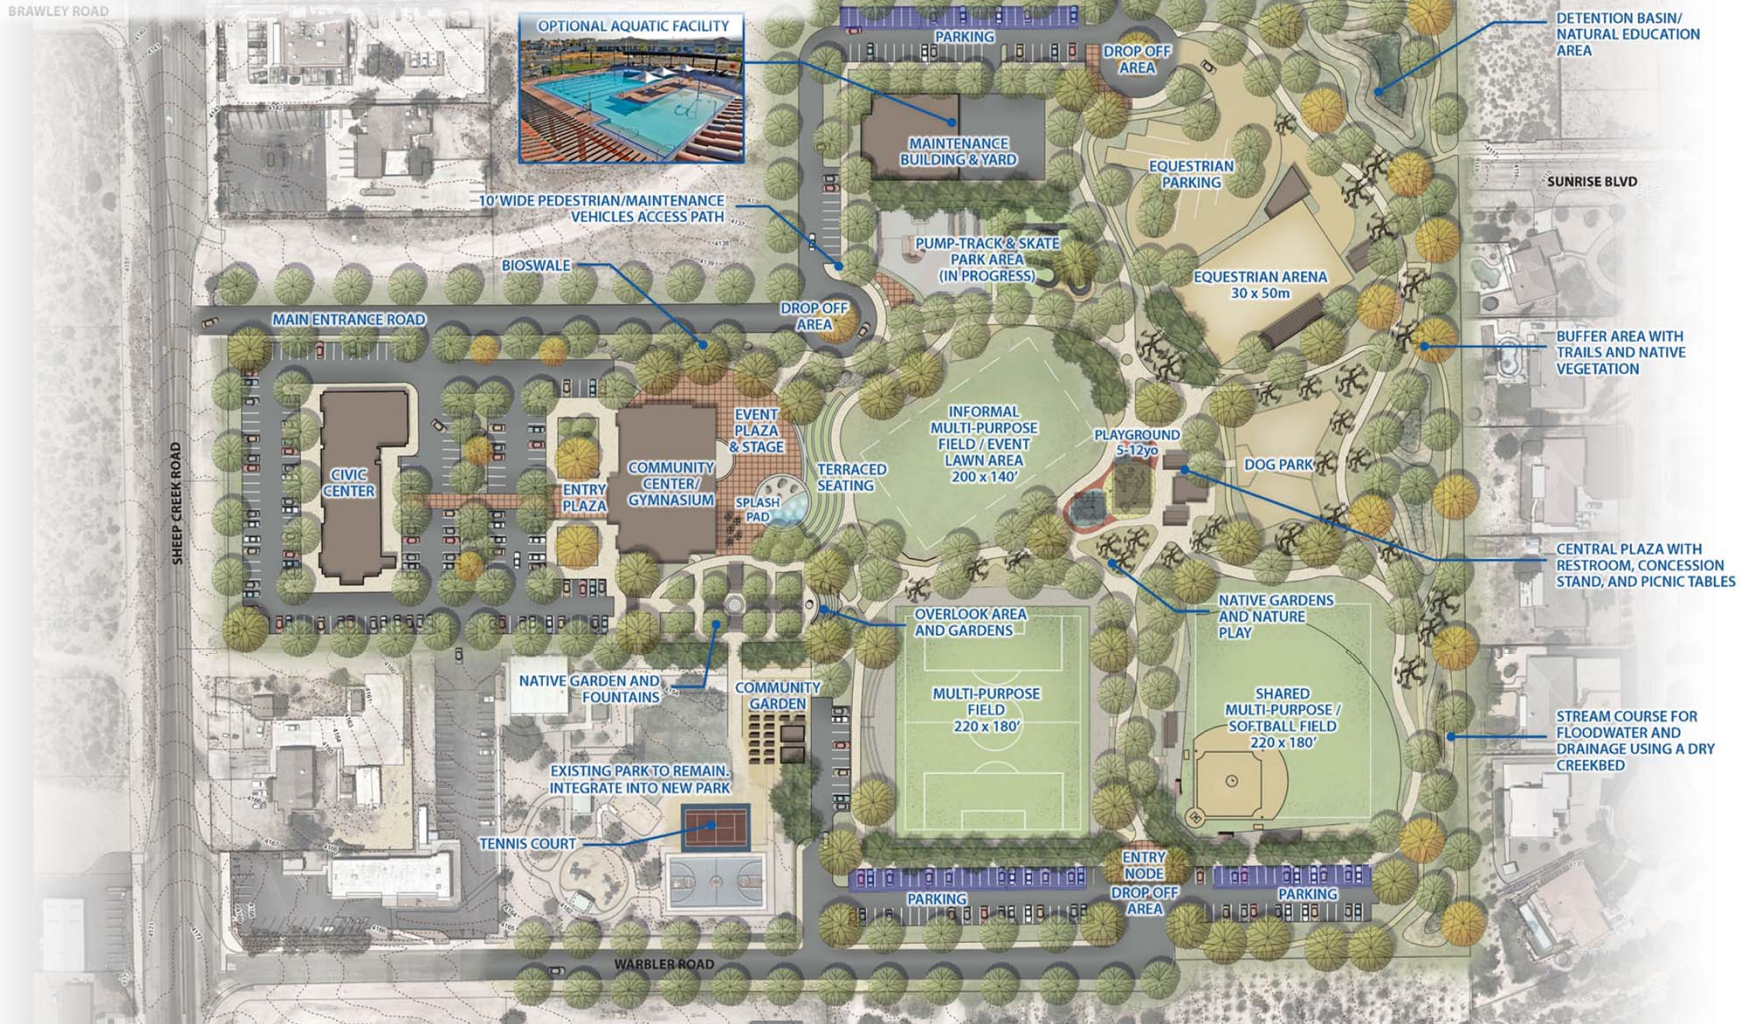 BRAWLEY ROAD
OPTIONAL AQUATIC FACILITY
PARKING
DROP OFF
AREA
DETENTION BASIN/
NATURAL EDUCATION
AREA
MAINTENANCE
BUILDING & YARD
EQUESTRIAN
PARKING
SUNRISE BLVD
10' WIDE PEDESTRIAN/MAINTENANCE
VEHICLES ACCESS PATH
PUMP-TRACK & SKATE
PARK AREA
(IN PROGRESS)
BIOSWALE
EQUESTRIAN ARENA
30 x 50m
MAIN ENTRANCE ROAD
DROP OFF
AREA
BUFFER AREA WITH
TRAILS AND NATIVE
VEGETATION
SHEEP CREEK ROAD
CIVIC
CENTER
ENTRY
PLAZA
COMMUNITY
CENTER/
GYMNASIUM
EVENT
PLAZA
& STAGE
SPLASH
PAD
TERRACED
SEATING
INFORMAL
MULTI-PURPOSE
FIELD / EVENT
LAWN AREA
200 x 140'
PLAYGROUND
5-12yo
DOG PARK
CENTRAL PLAZA WITH
RESTROOM, CONCESSION
STAND, AND PICNIC TABLES
OVERLOOK AREA
AND GARDENS
NATIVE GARDENS
AND NATURE
PLAY
NATIVE GARDEN AND
FOUNTAINS
COMMUNITY
GARDEN
MULTI-PURPOSE
FIELD
220 x 180'
SHARED
MULTI-PURPOSE /
SOFTBALL FIELD
220 x 180'
STREAM COURSE FOR
FLOODWATER AND
DRAINAGE USING A DRY
CREEKBED
EXISTING PARK TO REMAIN.
INTEGRATE INTO NEW PARK
TENNIS COURT
ENTRY
NODE
DROP OFF
AREA
PARKING
PARKING
WARBLER ROAD